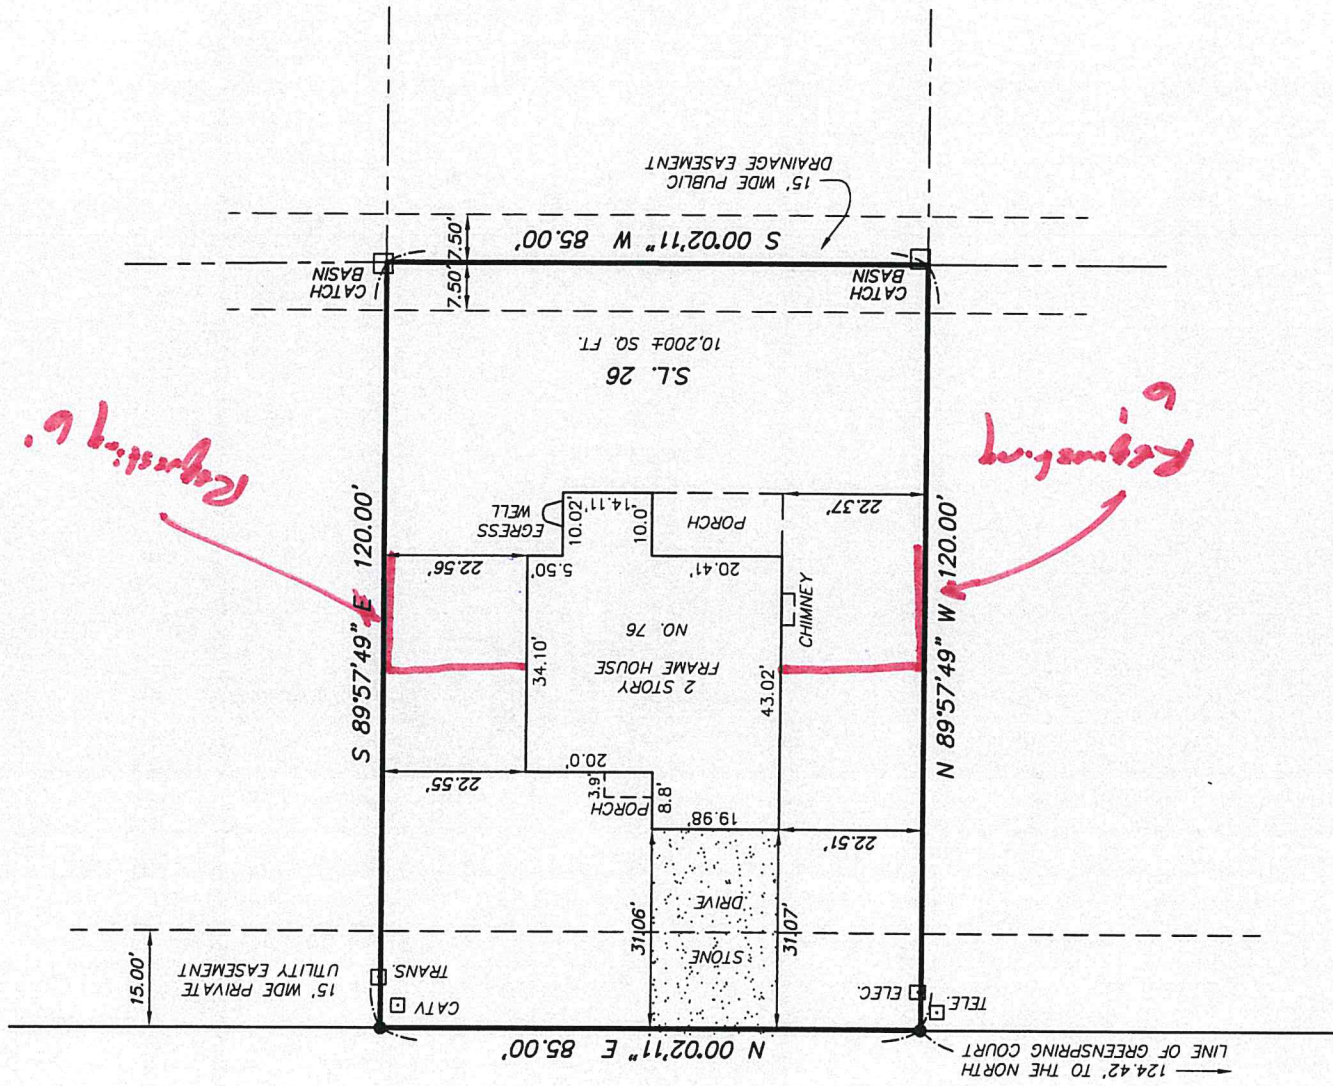 124.42' TO THE NORTH
LINE OF GREENSPRING COURT
N 00°02'11" E 85.00'
TELE.
ELEC.
CATV
TRANS.
15' WIDE PRIVATE
UTILITY EASEMENT
15.00'
STONE
DRIVE
31.07'
31.06'
22.51'
19.98'
8.8'
PORCH
3.9'
20.0'
22.55'
N 89°57'49" W 120.00'
S 89°57'49" E 120.00'
43.02'
2 STORY
FRAME HOUSE
NO. 76
34.10'
CHIMNEY
20.41'
5.50'
22.56'
22.37'
PORCH
10.0'
14.11'
10.02'
EGRESS
WELL
Requesting
6'
Requesting 6'
S.L. 26
10,200± SQ. FT.
CATCH
BASIN
CATCH
BASIN
7.50'
7.50'
S 00°02'11" W 85.00'
15' WIDE PUBLIC
DRAINAGE EASEMENT